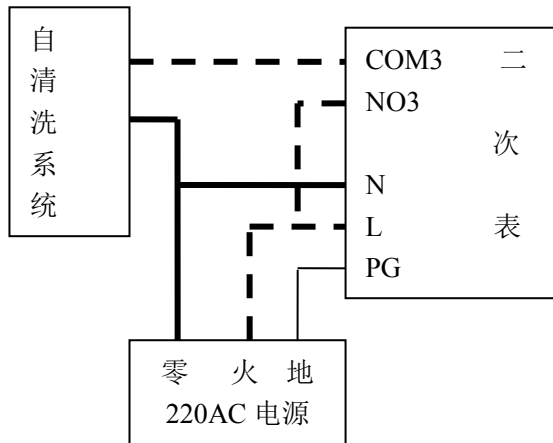 自清洗系统
COM3
NO3
N
L
PG
二次表
零 火 地
220AC 电源